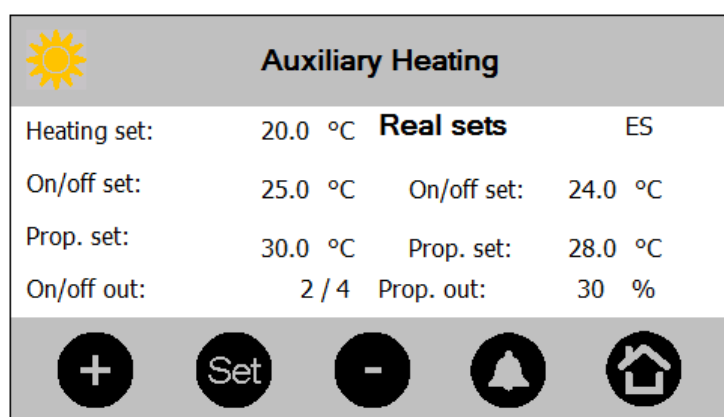 Auxiliary Heating
Heating set: 20.0 °C Real sets ES
On/off set: 25.0 °C On/off set: 24.0 °C
Prop. set: 30.0 °C Prop. set: 28.0 °C
On/off out: 2 / 4 Prop. out: 30 %
+ Set -